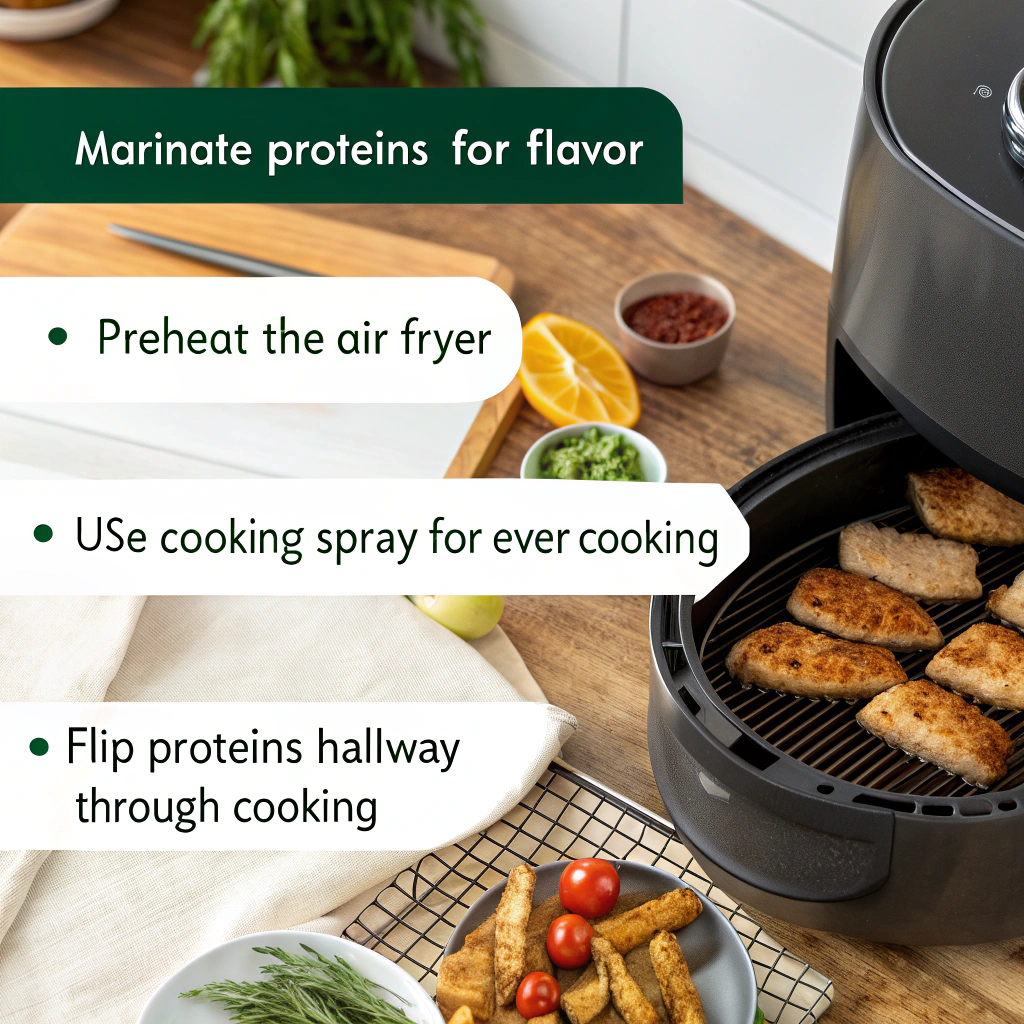 Marinate proteins for flavor
• Preheat the air fryer
• USe cooking spray for ever cooking
• Flip proteins hallway
through cooking